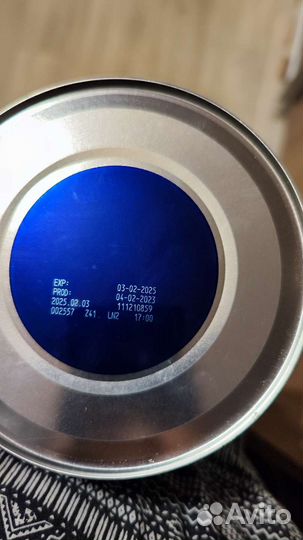 EXP: 03-02-2025
PROD: 04-02-2023
2025.02.03 111210859
002557 Z41. LN2 17:00
Avito